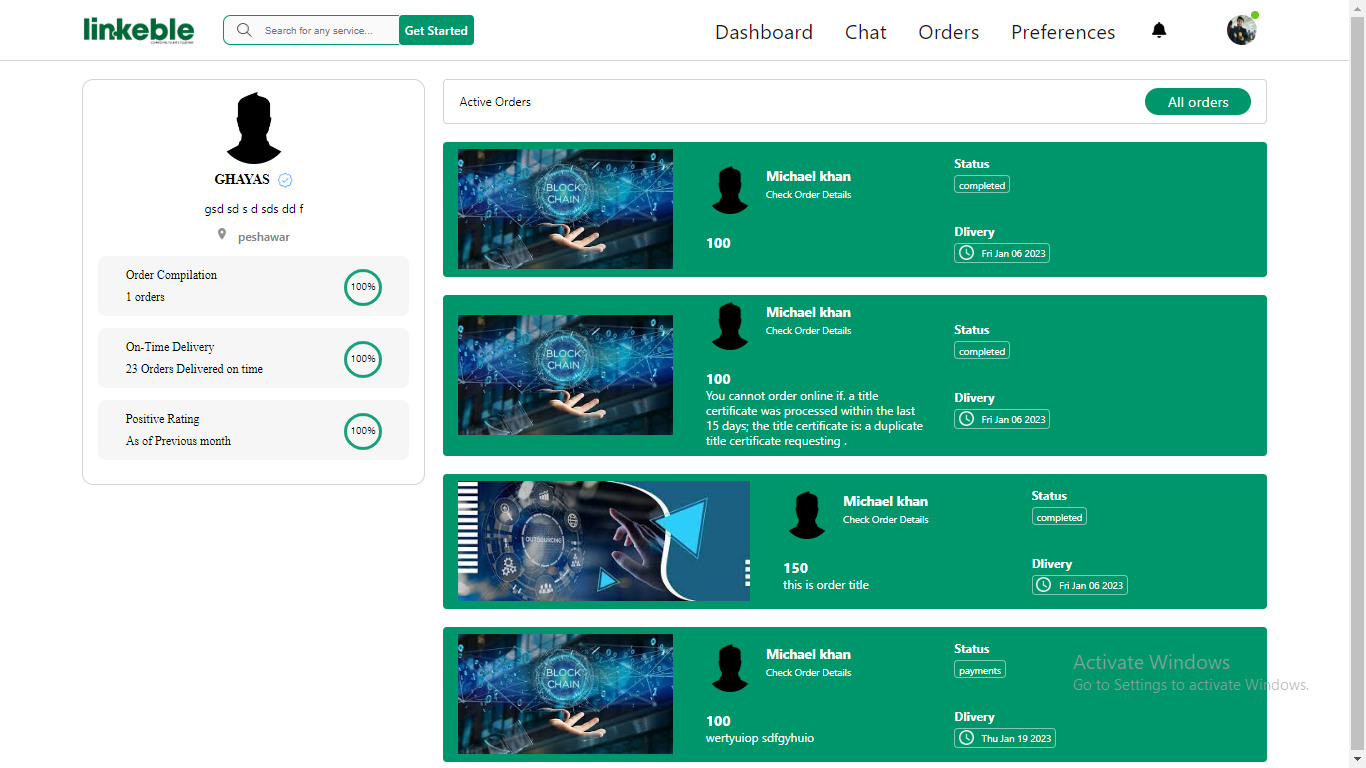 linkeble
Search for any service...
Get Started
Dashboard
Chat
Orders
Preferences
GHAYAS
gsd sd s d sds dd f
peshawar
Order Compilation
1 orders
100%
On-Time Delivery
23 Orders Delivered on time
100%
Positive Rating
As of Previous month
100%
Active Orders
All orders
BLOCK
CHAIN
Michael khan
Check Order Details
100
Status
completed
Dlivery
Fri Jan 06 2023
BLOCK
CHAIN
Michael khan
Check Order Details
100
You cannot order online if. a title
certificate was processed within the last
15 days; the title certificate is: a duplicate
title certificate requesting .
Status
completed
Dlivery
Fri Jan 06 2023
OUTSOURCING
Michael khan
Check Order Details
150
this is order title
Status
completed
Dlivery
Fri Jan 06 2023
BLOCK
CHAIN
Michael khan
Check Order Details
100
wertyuiop sdfgyhuio
Status
payments
Dlivery
Thu Jan 19 2023
Activate Windows
Go to Settings to activate Windows.